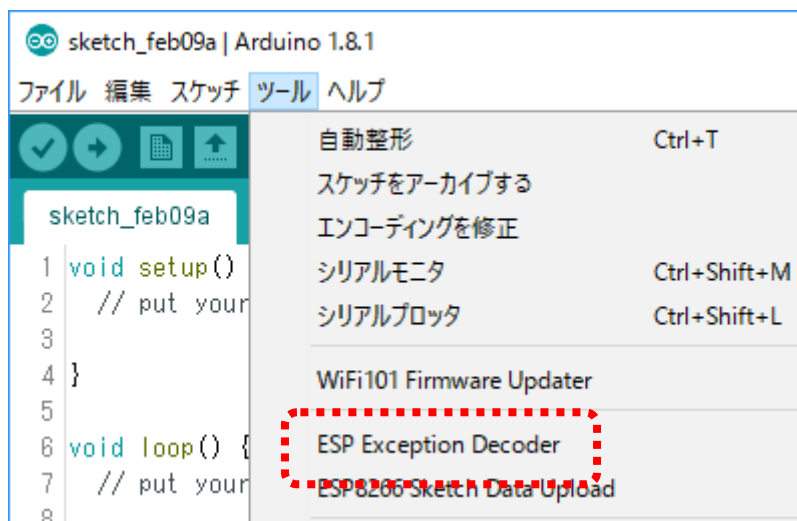 sketch_feb09a | Arduino 1.8.1
ファイル 編集 スケッチ ツール ヘルプ
自動整形 Ctrl+T
スケッチをアーカイブする
エンコーディングを修正
シリアルモニタ Ctrl+Shift+M
シリアルプロッタ Ctrl+Shift+L
WiFi101 Firmware Updater
ESP Exception Decoder
ESP8266 Sketch Data Upload
sketch_feb09a
1 void setup()
2 // put your
3
4 }
5
6 void loop() {
7 // put your
8